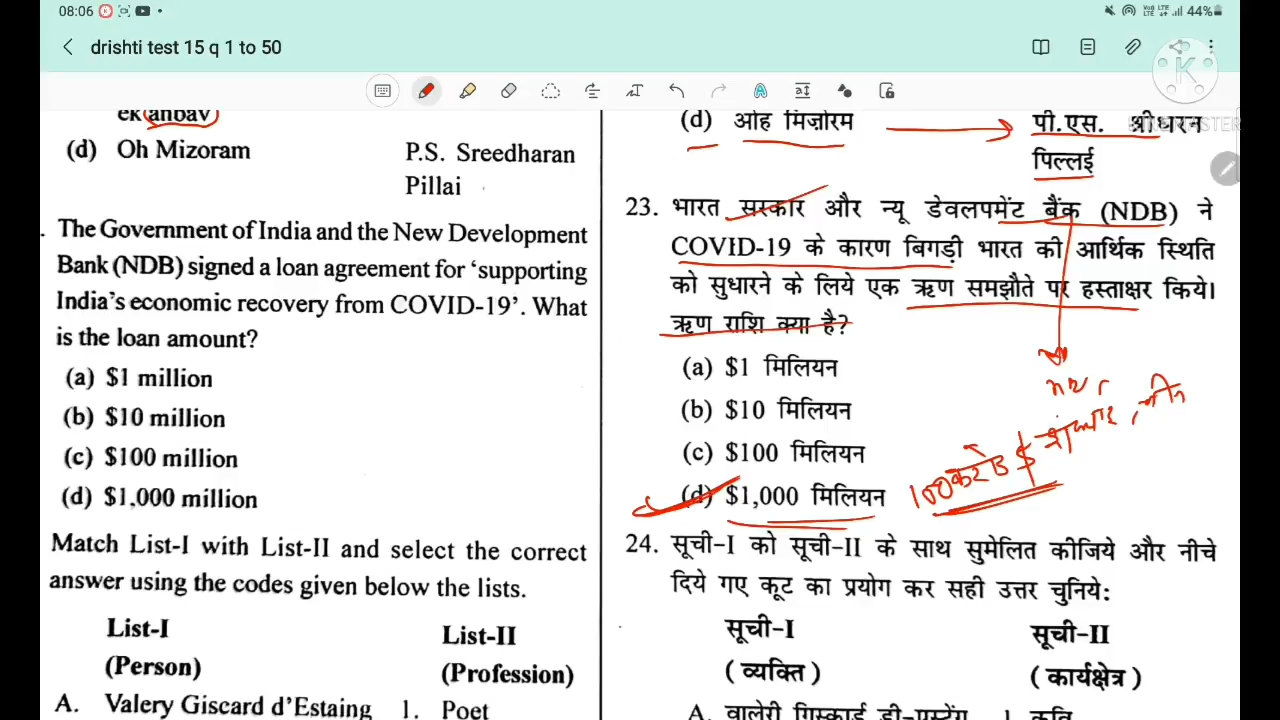 08:06
44%
drishti test 15 q 1 to 50
ek anbav
(d) Oh Mizoram P.S. Sreedharan
Pillai
The Government of India and the New Development
Bank (NDB) signed a loan agreement for ‘supporting
India’s economic recovery from COVID-19’. What
is the loan amount?
(a) $1 million
(b) $10 million
(c) $100 million
(d) $1,000 million
Match List-I with List-II and select the correct
answer using the codes given below the lists.
List-I List-II
(Person) (Profession)
A. Valery Giscard d’Estaing 1. Poet
(d) ओह मिज़ोरम पी.एस. श्रीधरन
पिल्लई
23. भारत सरकार और न्यू डेवलपमेंट बैंक (NDB) ने
COVID-19 के कारण बिगड़ी भारत की आर्थिक स्थिति
को सुधारने के लिये एक ऋण समझौते पर हस्ताक्षर किये।
ऋण राशि क्या है?
(a) $1 मिलियन
(b) $10 मिलियन
(c) $100 मिलियन
(d) $1,000 मिलियन
100 करोड $
24. सूची-I को सूची-II के साथ सुमेलित कीजिये और नीचे
दिये गए कूट का प्रयोग कर सही उत्तर चुनिये:
सूची-I सूची-II
(व्यक्ति) (कार्यक्षेत्र)
A. वालेरी गिस्कार्ड डी-एस्टेंग 1. कवि